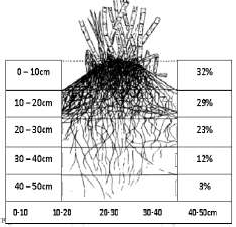 0 – 10cm 32%
10 – 20cm 29%
20 – 30cm 23%
30 – 40cm 12%
40 – 50cm 3%
0-10 10-20 20-30 30-40 40-50cm